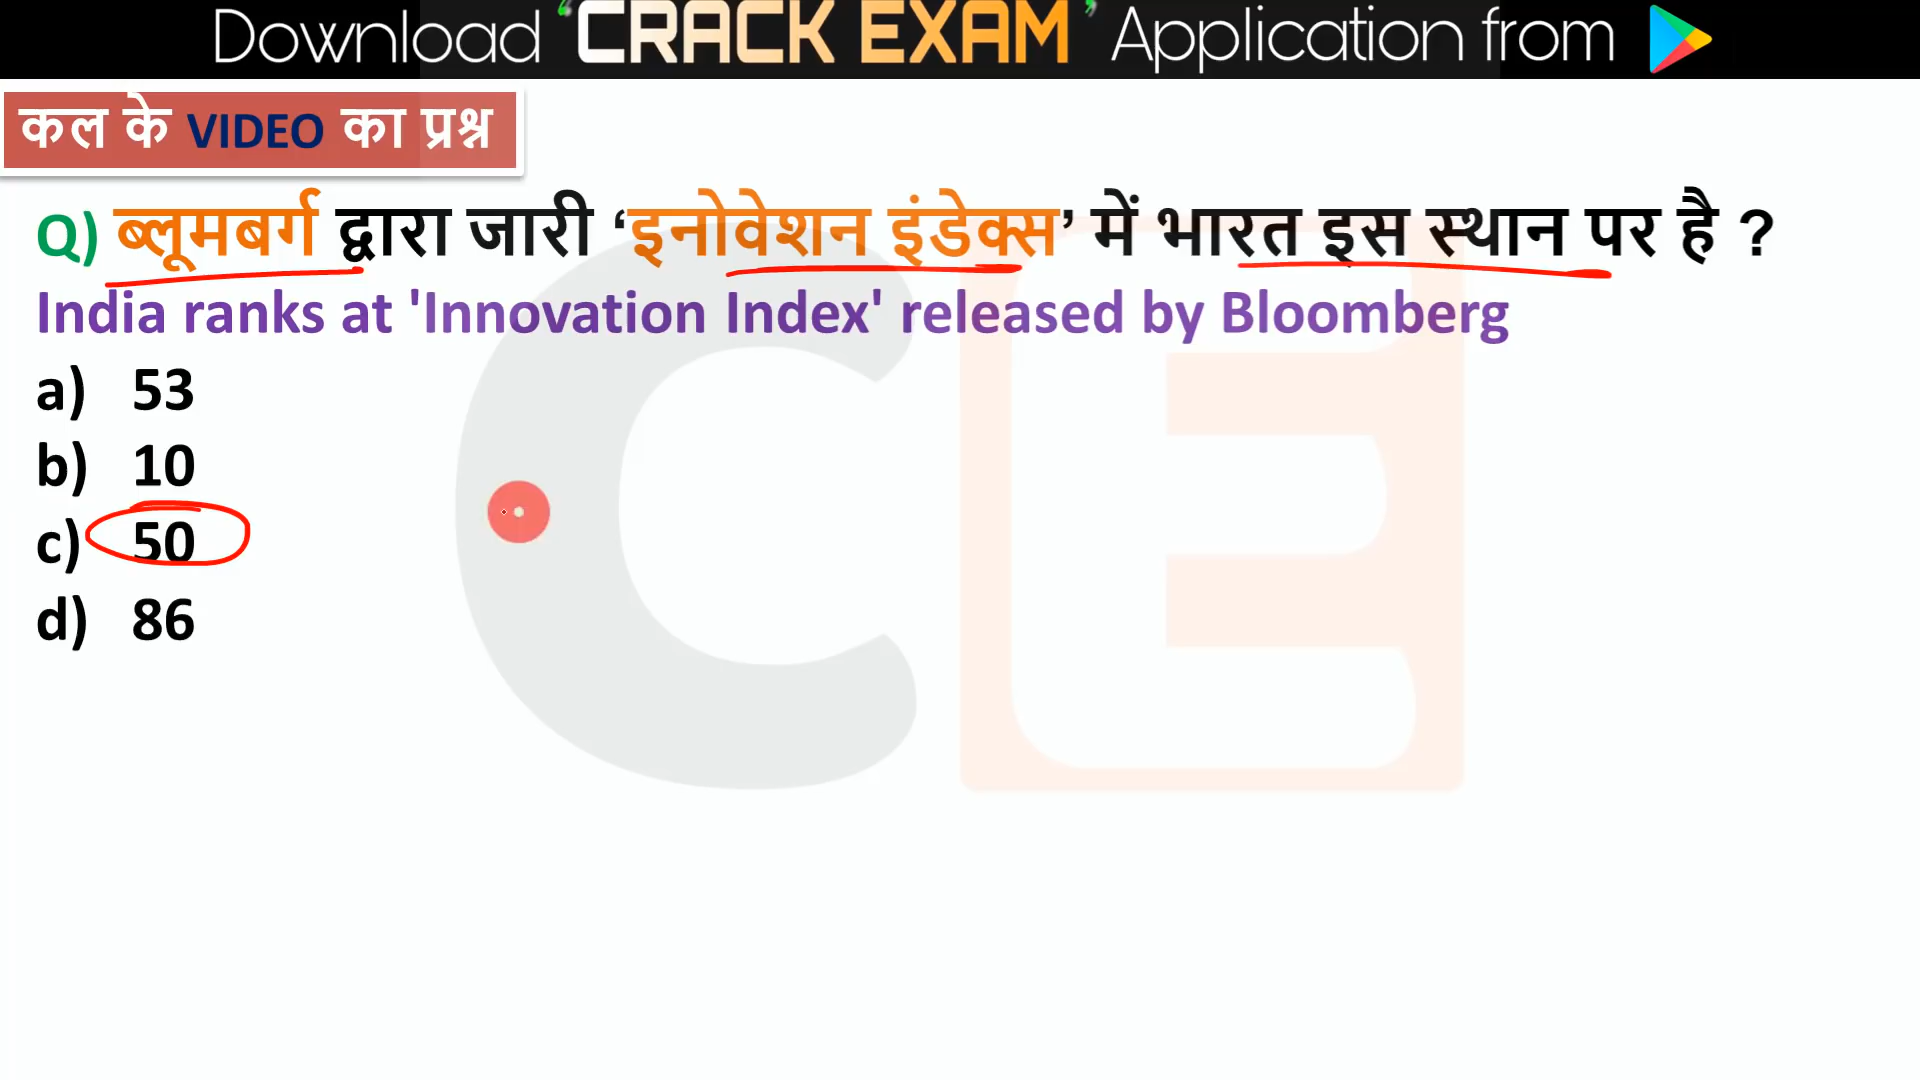 Download 'CRACK EXAM' Application from
कल के VIDEO का प्रश्न
Q) ब्लूमबर्ग द्वारा जारी ‘इनोवेशन इंडेक्स’ में भारत इस स्थान पर है ?
India ranks at 'Innovation Index' released by Bloomberg
a) 53
b) 10
c) 50
d) 86
CE